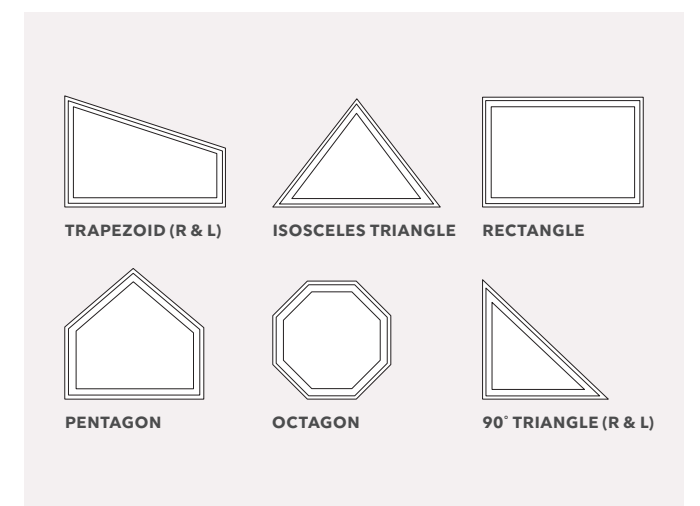 TRAPEZOID (R & L)
ISOSCELES TRIANGLE
RECTANGLE
PENTAGON
OCTAGON
90° TRIANGLE (R & L)